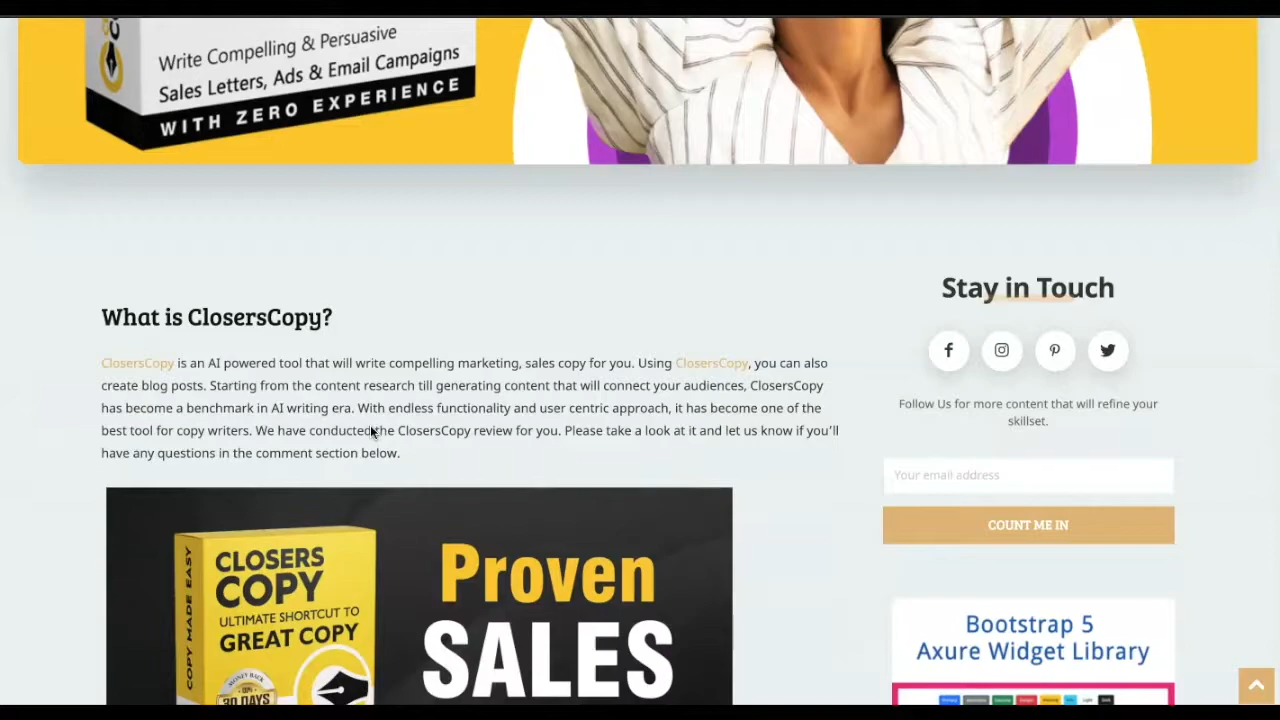 Write Compelling & Persuasive
Sales Letters, Ads & Email Campaigns
WITH ZERO EXPERIENCE
Stay in Touch
Follow Us for more content that will refine your
skillset.
Your email address
COUNT ME IN
What is ClosersCopy?
ClosersCopy is an AI powered tool that will write compelling marketing, sales copy for you. Using ClosersCopy, you can also
create blog posts. Starting from the content research till generating content that will connect your audiences, ClosersCopy
has become a benchmark in AI writing era. With endless functionality and user centric approach, it has become one of the
best tool for copy writers. We have conducted the ClosersCopy review for you. Please take a look at it and let us know if you'll
have any questions in the comment section below.
COPY MADE EASY
CLOSERS
COPY
ULTIMATE SHORTCUT TO
GREAT COPY
MONEY BACK
30 DAYS
Proven
SALES
Bootstrap 5
Axure Widget Library